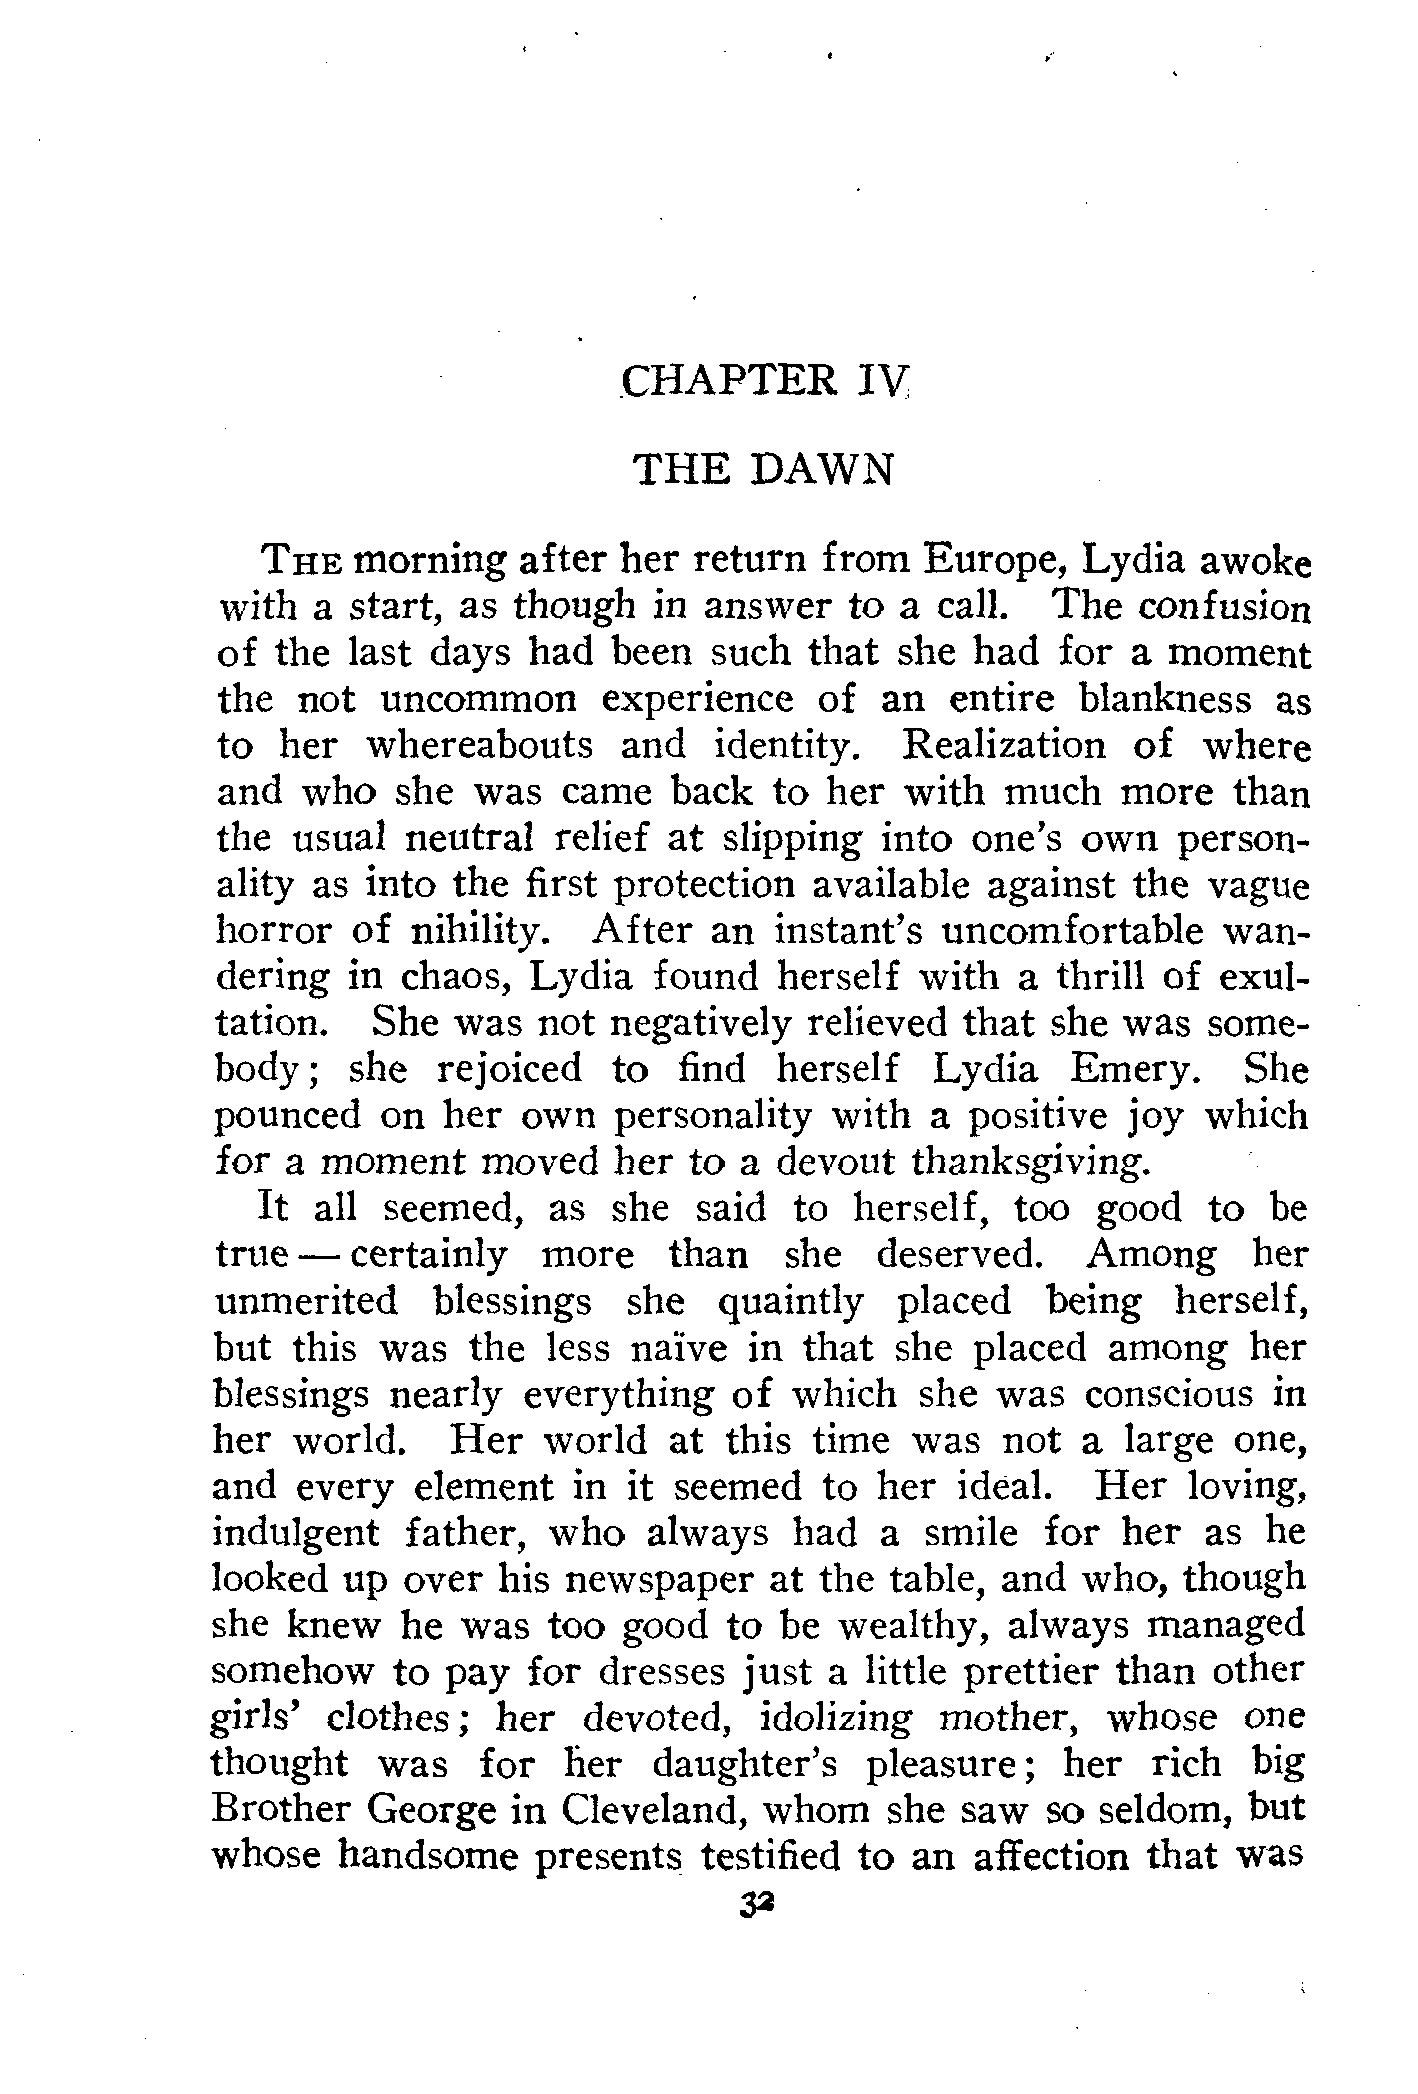 CHAPTER IV
THE DAWN
THE morning after her return from Europe, Lydia awoke
with a start, as though in answer to a call. The confusion
of the last days had been such that she had for a moment
the not uncommon experience of an entire blankness as
to her whereabouts and identity. Realization of where
and who she was came back to her with much more than
the usual neutral relief at slipping into one's own person-
ality as into the first protection available against the vague
horror of nihility. After an instant's uncomfortable wan-
dering in chaos, Lydia found herself with a thrill of exul-
tation. She was not negatively relieved that she was some-
body; she rejoiced to find herself Lydia Emery. She
pounced on her own personality with a positive joy which
for a moment moved her to a devout thanksgiving.
It all seemed, as she said to herself, too good to be
true — certainly more than she deserved. Among her
unmerited blessings she quaintly placed being herself,
but this was the less naïve in that she placed among her
blessings nearly everything of which she was conscious in
her world. Her world at this time was not a large one,
and every element in it seemed to her ideal. Her loving,
indulgent father, who always had a smile for her as he
looked up over his newspaper at the table, and who, though
she knew he was too good to be wealthy, always managed
somehow to pay for dresses just a little prettier than other
girls' clothes; her devoted, idolizing mother, whose one
thought was for her daughter's pleasure; her rich big
Brother George in Cleveland, whom she saw so seldom, but
whose handsome presents testified to an affection that was
32